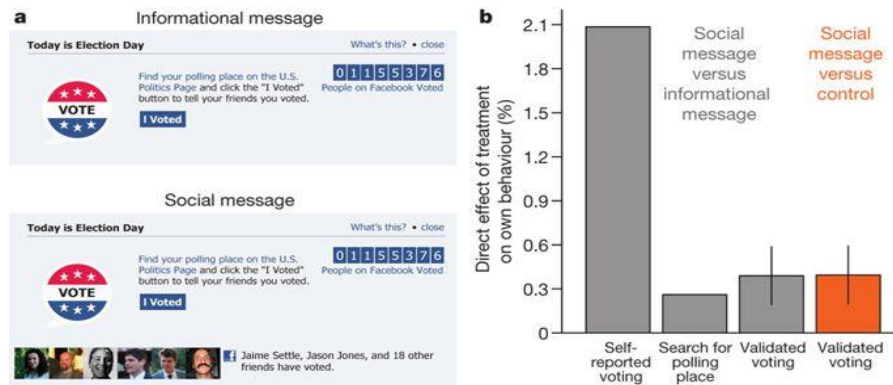 a
Informational message
Today is Election Day
What's this? • close
Find your polling place on the U.S.
Politics Page and click the "I Voted"
button to tell your friends you voted.
0 1 1 5 5 3 7 6
People on Facebook Voted
VOTE
I Voted
Social message
Today is Election Day
What's this? • close
Find your polling place on the U.S.
Politics Page and click the "I Voted"
button to tell your friends you voted.
0 1 1 5 5 3 7 6
People on Facebook Voted
VOTE
I Voted
f
Jaime Settle, Jason Jones, and 18 other
friends have voted.
b
Direct effect of treatment
on own behaviour (%)
2.1
1.8
1.5
1.2
0.9
0.6
0.3
0
Social
message
versus
informational
message
Social
message
versus
control
Self-
reported
voting
Search for
polling
place
Validated
voting
Validated
voting